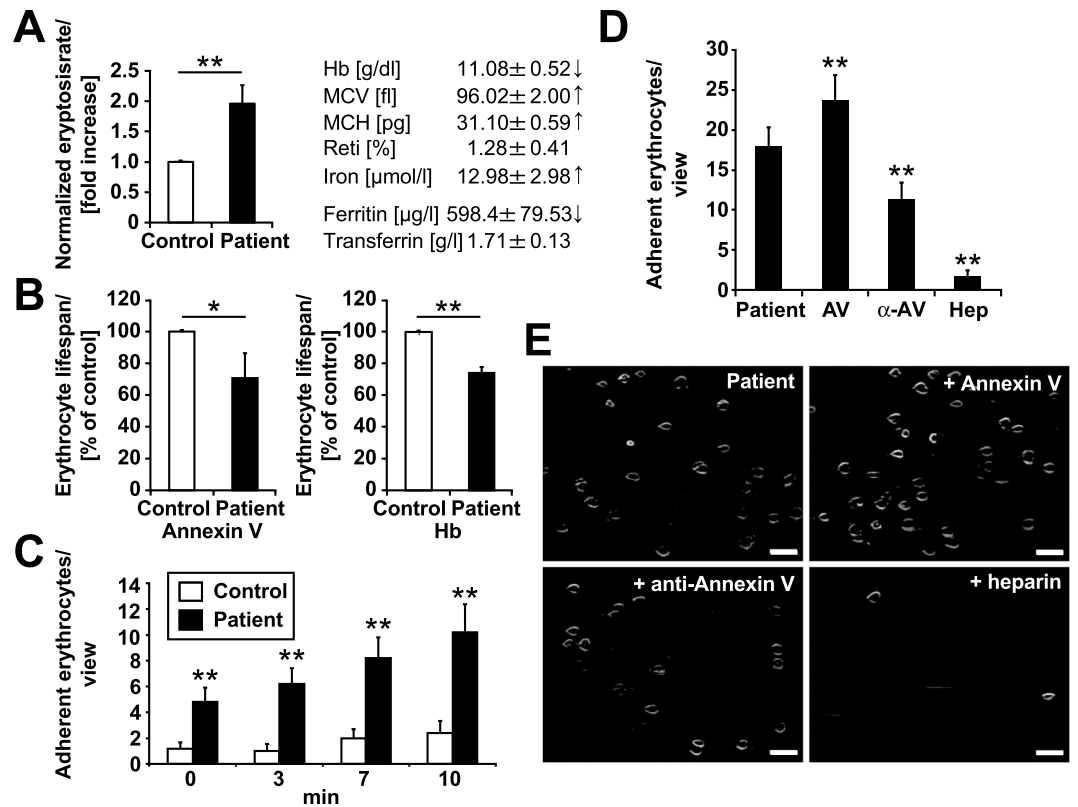 A
Normalized eryptosisrate/
[fold increase]
2.5
2.0
1.5
1.0
0.5
0
**
Control Patient
Hb [g/dl] 11.08± 0.52↓
MCV [fl] 96.02± 2.00↑
MCH [pg] 31.10± 0.59↑
Reti [%] 1.28± 0.41
Iron [µmol/l] 12.98± 2.98↑
Ferritin [µg/l] 598.4± 79.53↓
Transferrin [g/l] 1.71± 0.13
B
Erythrocyte lifespan/
[% of control]
120
100
80
60
40
20
0
*
Control Patient
Annexin V
Erythrocyte lifespan/
[% of control]
120
100
80
60
40
20
0
**
Control Patient
Hb
C
Adherent erythrocytes/
view
14
12
10
8
6
4
2
0
Control
Patient
**
**
**
**
0 3 7 10
min
D
Adherent erythrocytes/
view
30
25
20
15
10
5
0
**
**
**
Patient AV α-AV Hep
E
Patient
+ Annexin V
+ anti-Annexin V
+ heparin